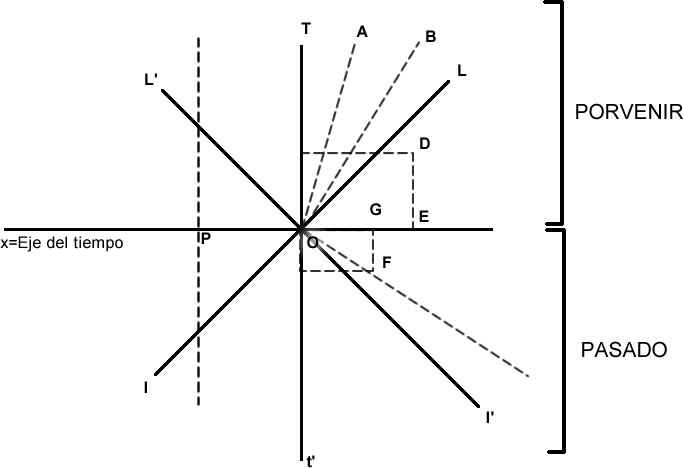 T
A
B
L'
L
PORVENIR
D
G
E
x=Eje del tiempo
P
O
F
PASADO
I
I'
t'